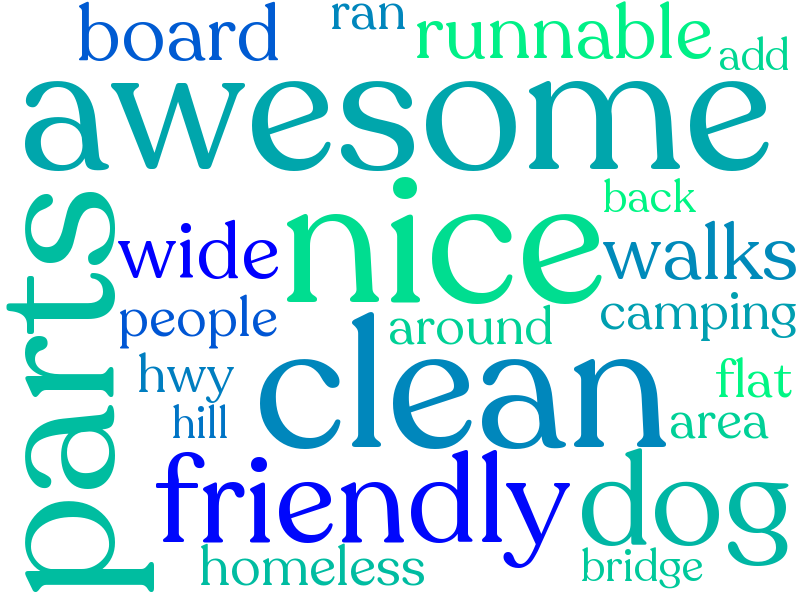 board ran runnable add
awesome
parts
nice back
wide walks
people around camping
clean
hwy flat
hill area
friendly dog
homeless bridge